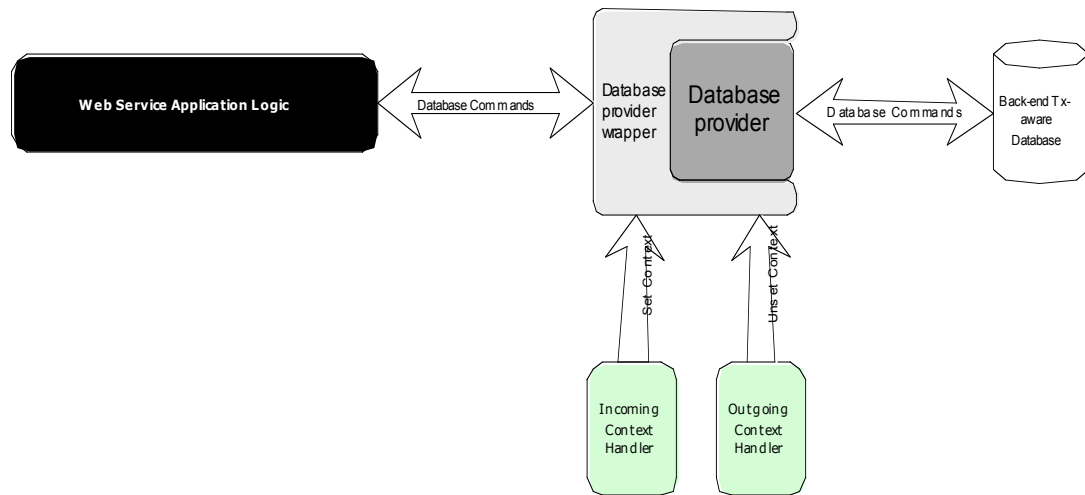 Web Service Application Logic
Database Commands
Database
provider
wrapper
Database
provider
Database Commands
Back-end Tx-
aware
Database
Set Context
Unset Context
Incoming
Context
Handler
Outgoing
Context
Handler